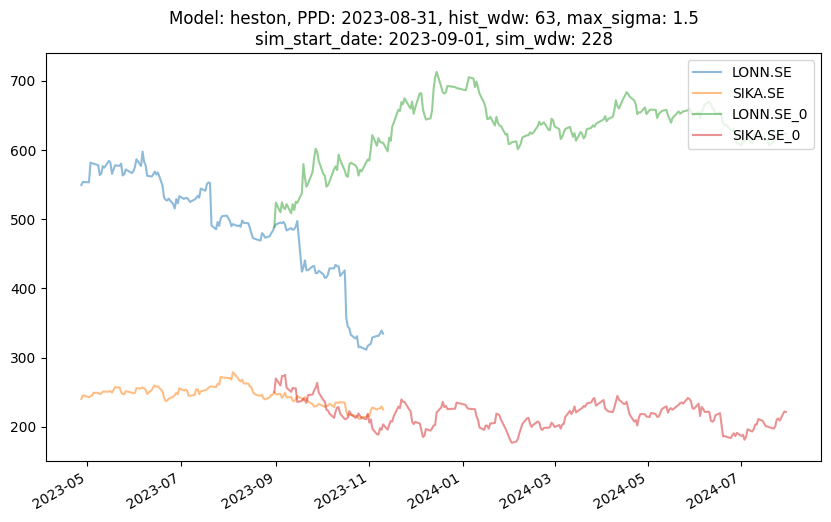 Model: heston, PPD: 2023-08-31, hist_wdw: 63, max_sigma: 1.5
sim_start_date: 2023-09-01, sim_wdw: 228
LONN.SE
SIKA.SE
LONN.SE_0
SIKA.SE_0
700
600
500
400
300
200
2023-05
2023-07
2023-09
2023-11
2024-01
2024-03
2024-05
2024-07